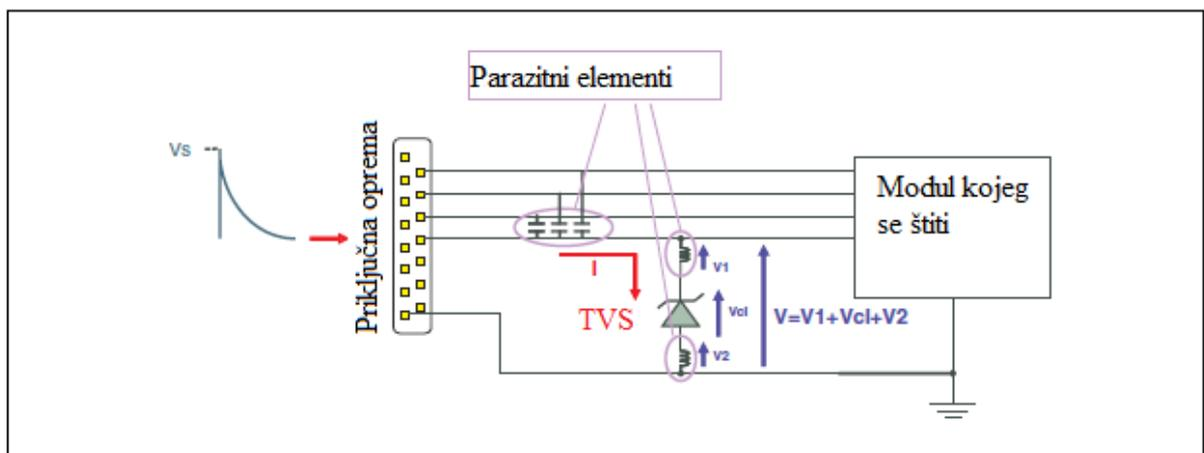 Parazitni elementi
Vs
Priključna oprema
Modul kojeg
se štiti
I
TVS
V1
Vcl
V2
V=V1+Vcl+V2